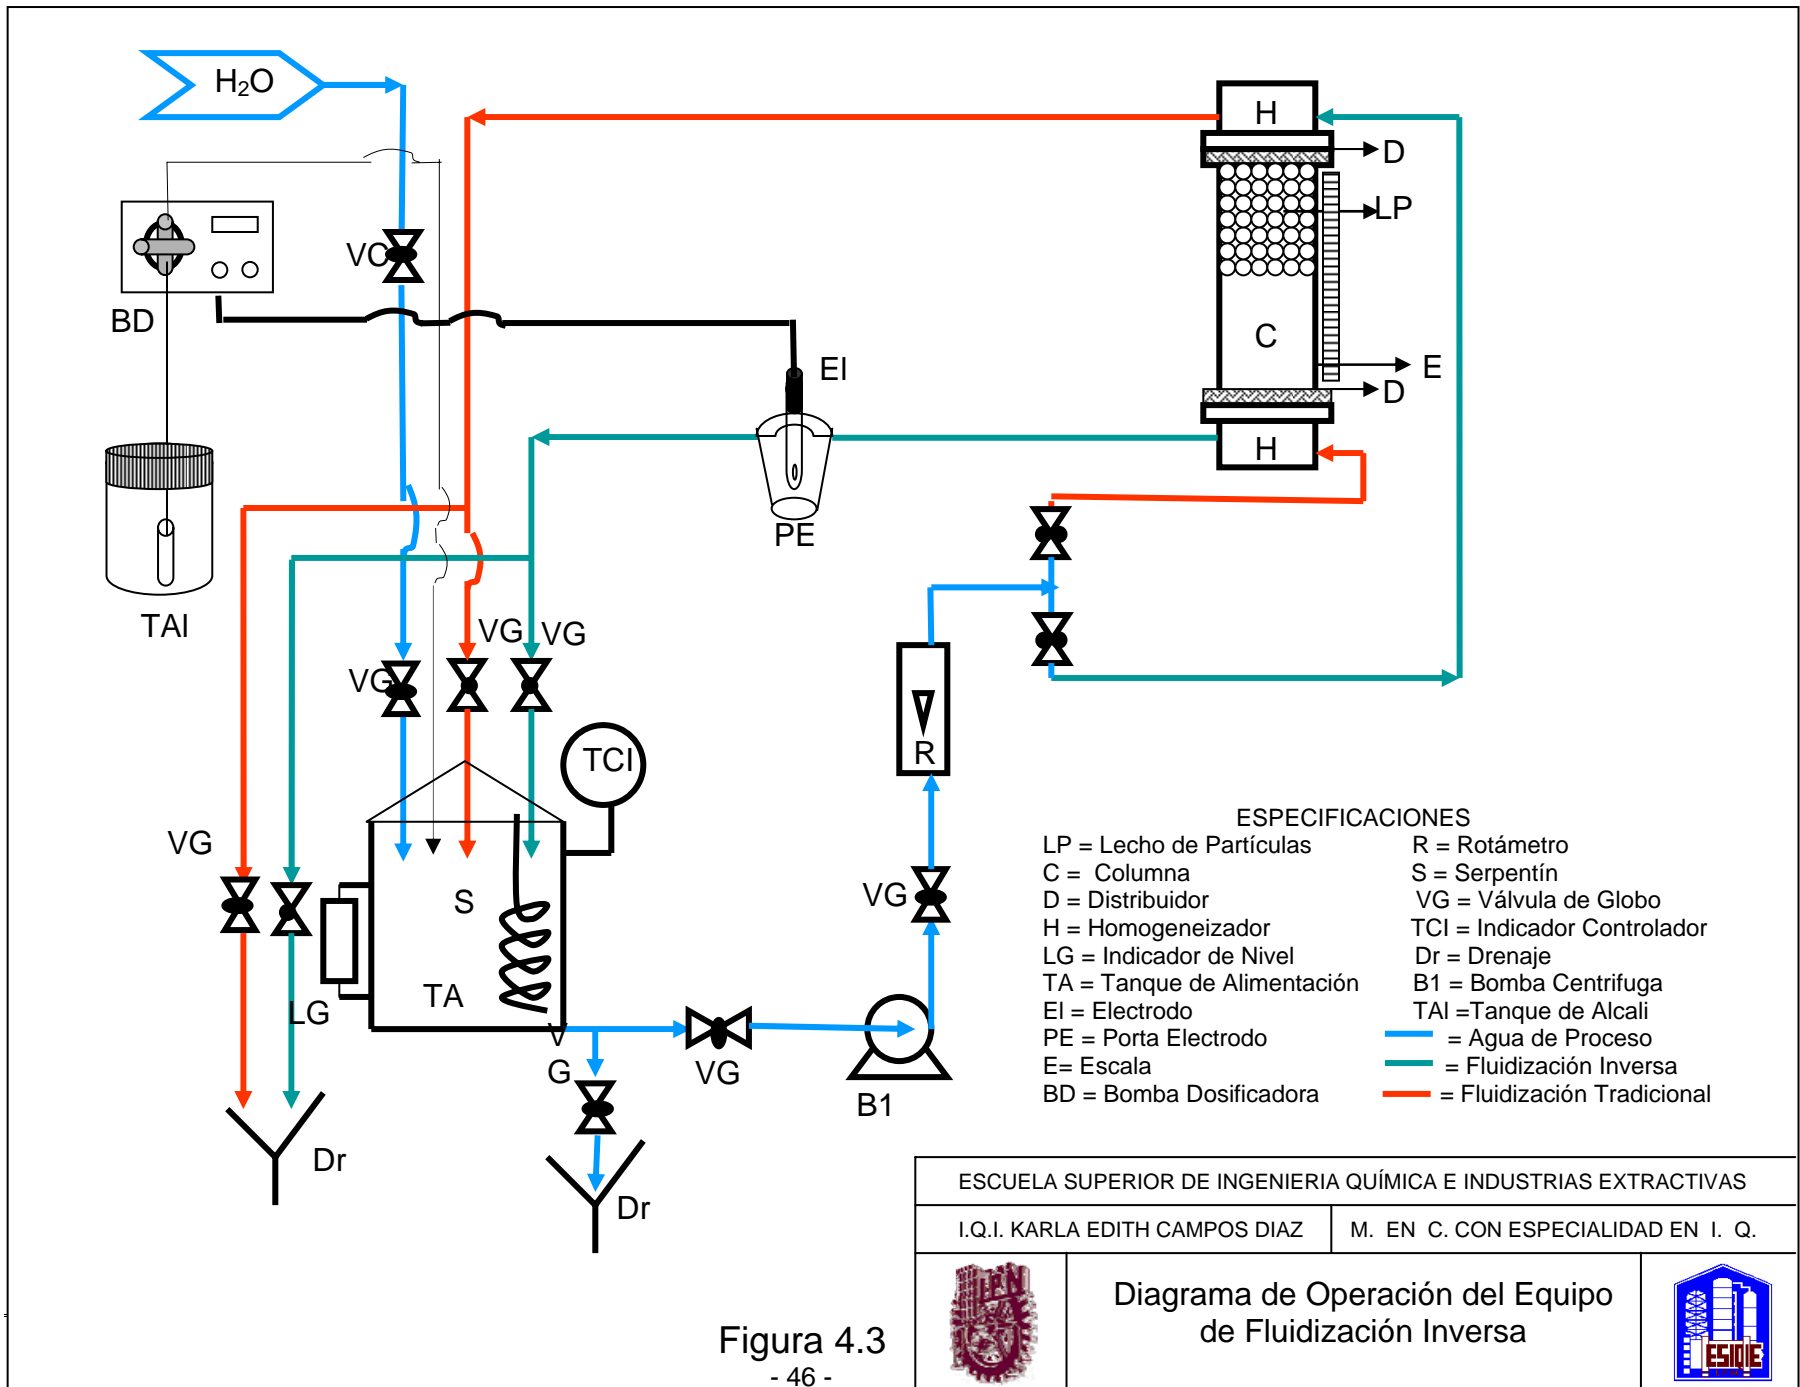 H₂O
H
D
LP
VC
BD
C
EI
E
D
H
PE
TAI
VG
VG
VG
TCI
R
VG
S
VG
LG
TA
V
G
VG
B1
Dr
Dr
ESPECIFICACIONES
LP = Lecho de Partículas
R = Rotámetro
C = Columna
S = Serpentín
D = Distribuidor
VG = Válvula de Globo
H = Homogeneizador
TCI = Indicador Controlador
LG = Indicador de Nivel
Dr = Drenaje
TA = Tanque de Alimentación
B1 = Bomba Centrifuga
EI = Electrodo
TAI =Tanque de Alcali
PE = Porta Electrodo
= Agua de Proceso
E= Escala
= Fluidización Inversa
BD = Bomba Dosificadora
= Fluidización Tradicional
ESCUELA SUPERIOR DE INGENIERIA QUÍMICA E INDUSTRIAS EXTRACTIVAS
I.Q.I. KARLA EDITH CAMPOS DIAZ
M. EN C. CON ESPECIALIDAD EN I. Q.
Diagrama de Operación del Equipo
de Fluidización Inversa
ESIQIE
Figura 4.3
- 46 -